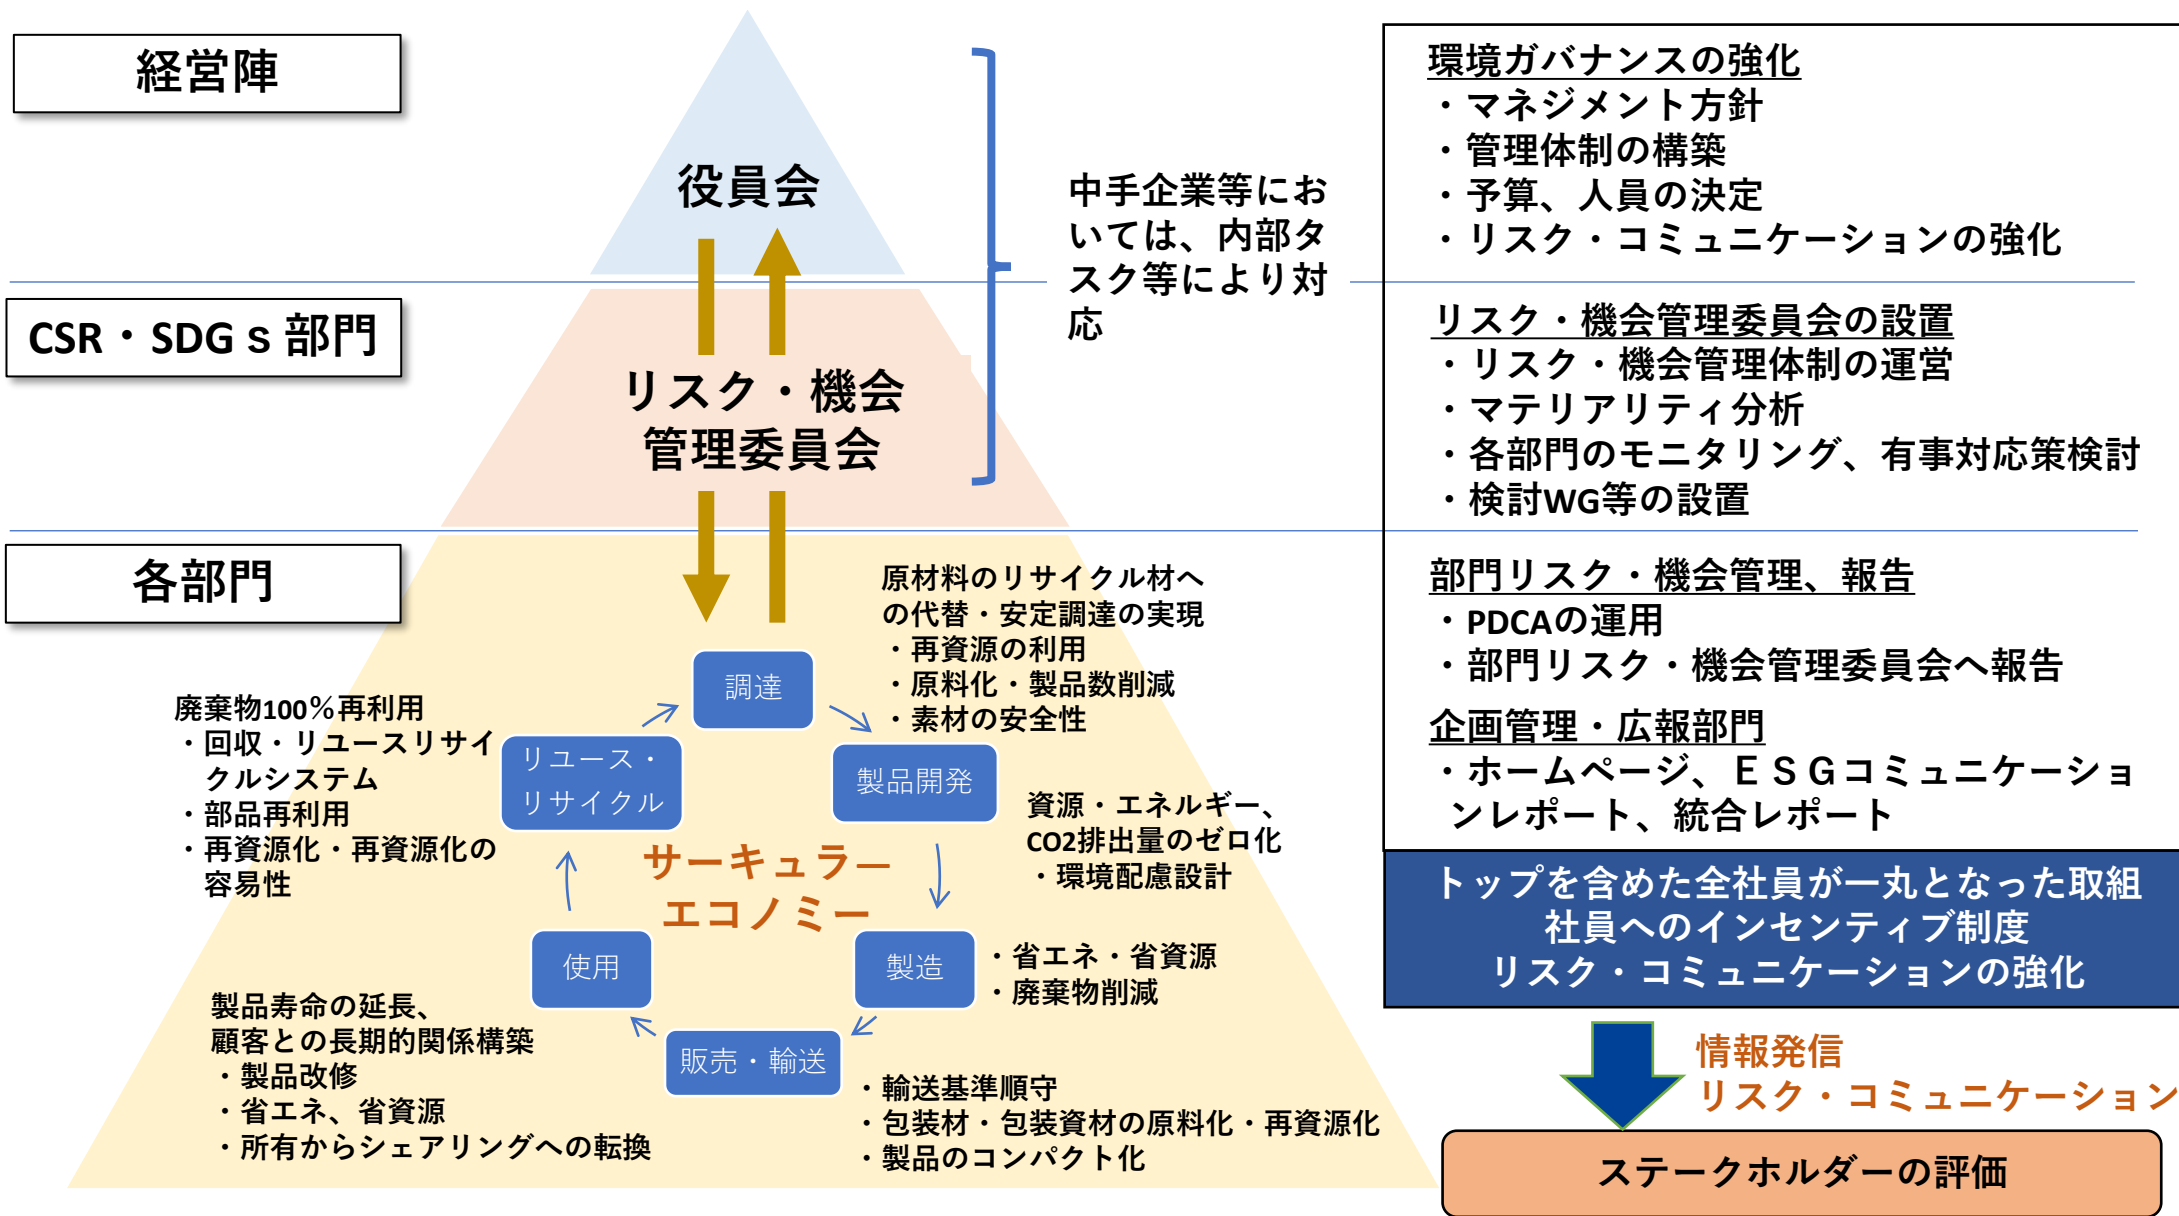 経営陣
役員会
中手企業等にお
いては、内部タ
スク等により対
応
環境ガバナンスの強化
・マネジメント方針
・管理体制の構築
・予算、人員の決定
・リスク・コミュニケーションの強化
CSR・SDGｓ部門
リスク・機会
管理委員会
リスク・機会管理委員会の設置
・リスク・機会管理体制の運営
・マテリアリティ分析
・各部門のモニタリング、有事対応策検討
・検討WG等の設置
各部門
部門リスク・機会管理、報告
・PDCAの運用
・部門リスク・機会管理委員会へ報告
企画管理・広報部門
・ホームページ、ＥＳＧコミュニケーショ
ンレポート、統合レポート
調達
原材料のリサイクル材へ
の代替・安定調達の実現
・再資源の利用
・原料化・製品数削減
・素材の安全性
製品開発
資源・エネルギー、
CO2排出量のゼロ化
・環境配慮設計
製造
・省エネ・省資源
・廃棄物削減
販売・輸送
・輸送基準順守
・包装材・包装資材の原料化・再資源化
・製品のコンパクト化
使用
製品寿命の延長、
顧客との長期的関係構築
・製品改修
・省エネ、省資源
・所有からシェアリングへの転換
リユース・
リサイクル
廃棄物100％再利用
・回収・リユースリサイ
クルシステム
・部品再利用
・再資源化・再資源化の
容易性
サーキュラー
エコノミー
トップを含めた全社員が一丸となった取組
社員へのインセンティブ制度
リスク・コミュニケーションの強化
情報発信
リスク・コミュニケーション
ステークホルダーの評価